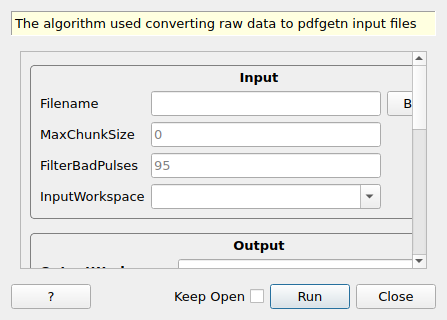 The algorithm used converting raw data to pdfgetn input files
Input
Filename
MaxChunkSize 0
FilterBadPulses 95
InputWorkspace
Output
? Keep Open Run Close